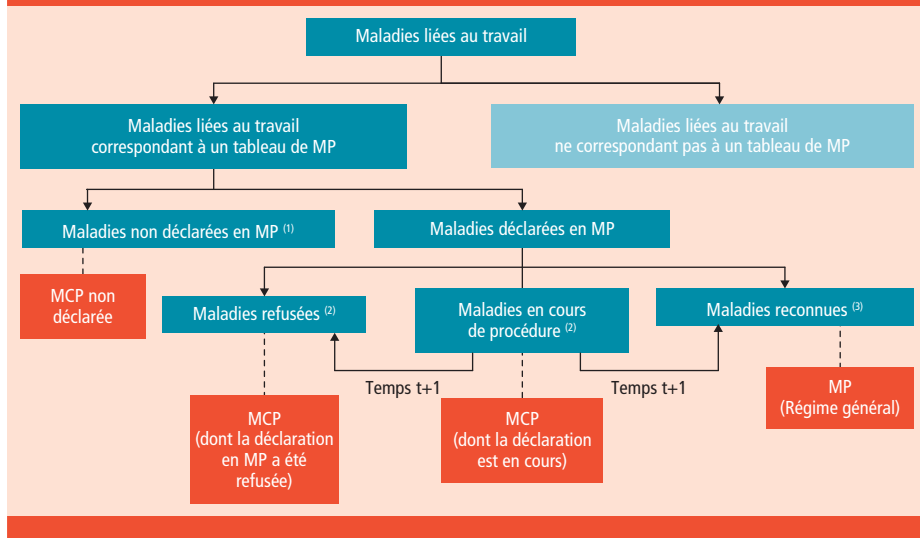 Maladies liées au travail
Maladies liées au travail
correspondant à un tableau de MP
Maladies liées au travail
ne correspondant pas à un tableau de MP
Maladies non déclarées en MP (1)
Maladies déclarées en MP
MCP non
déclarée
Maladies refusées (2)
Maladies en cours
de procédure (2)
Maladies reconnues (3)
Temps t+1
Temps t+1
MCP
(dont la déclaration
en MP a été
refusée)
MCP
(dont la déclaration
est en cours)
MP
(Régime général)